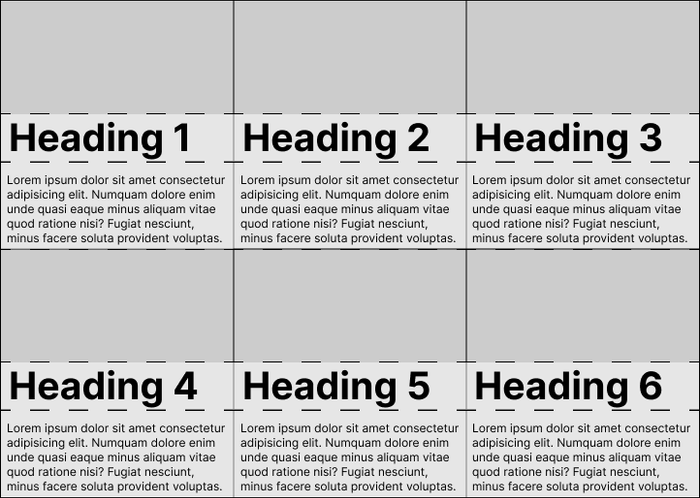 Heading 1
Lorem ipsum dolor sit amet consectetur
adipisicing elit. Numquam dolore enim
unde quasi eaque minus aliquam vitae
quod ratione nisi? Fugiat nesciunt,
minus facere soluta provident voluptas.
Heading 2
Lorem ipsum dolor sit amet consectetur
adipisicing elit. Numquam dolore enim
unde quasi eaque minus aliquam vitae
quod ratione nisi? Fugiat nesciunt,
minus facere soluta provident voluptas.
Heading 3
Lorem ipsum dolor sit amet consectetur
adipisicing elit. Numquam dolore enim
unde quasi eaque minus aliquam vitae
quod ratione nisi? Fugiat nesciunt,
minus facere soluta provident voluptas.
Heading 4
Lorem ipsum dolor sit amet consectetur
adipisicing elit. Numquam dolore enim
unde quasi eaque minus aliquam vitae
quod ratione nisi? Fugiat nesciunt,
minus facere soluta provident voluptas.
Heading 5
Lorem ipsum dolor sit amet consectetur
adipisicing elit. Numquam dolore enim
unde quasi eaque minus aliquam vitae
quod ratione nisi? Fugiat nesciunt,
minus facere soluta provident voluptas.
Heading 6
Lorem ipsum dolor sit amet consectetur
adipisicing elit. Numquam dolore enim
unde quasi eaque minus aliquam vitae
quod ratione nisi? Fugiat nesciunt,
minus facere soluta provident voluptas.